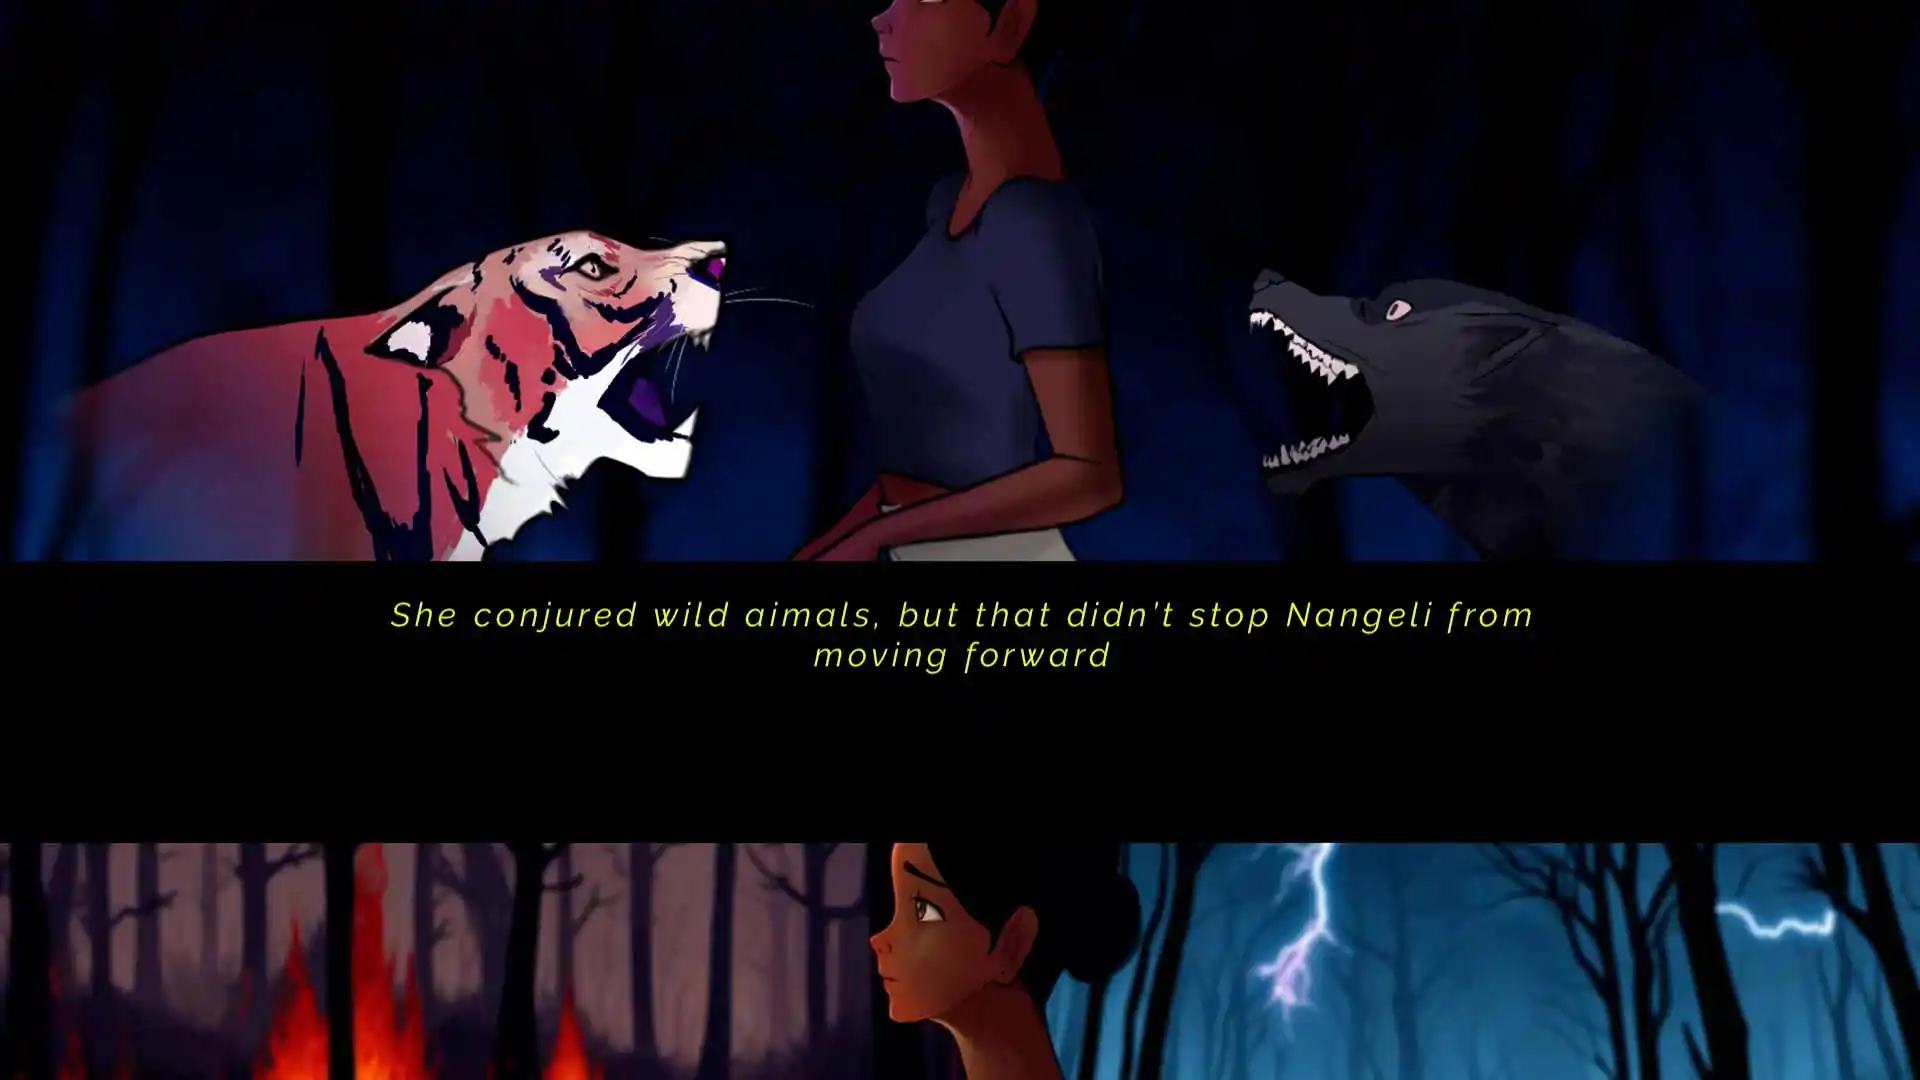 She conjured wild aimals, but that didn't stop Nangeli from
moving forward